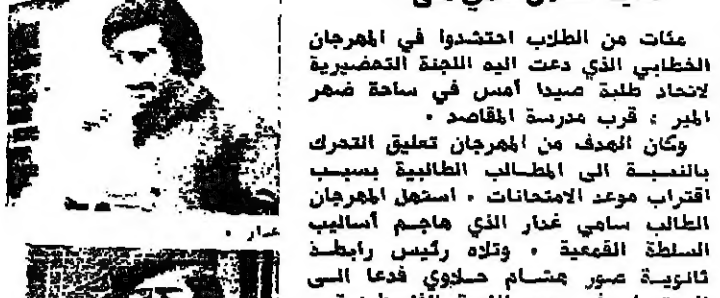 مئات من الطلاب احتشدوا في المهرجان
الخطابي الذي دعت اليه اللجنة التحضيرية
لاتحاد طلبة صيدا أمس في ساحة ضهر
المير ، قرب مدرسة المقاصد .
وكان الهدف من المهرجان تعليق التحرك
بالنسبة الى المطالب الطالبية بسبب
اقتراب موعد الامتحانات . استهل المهرجان
الطالب سامي غدار الذي هاجم أساليب
السلطة القمعية . وتلاه رئيس رابطة
ثانوية صور هشام حلاوي فدعا الى
غدار .